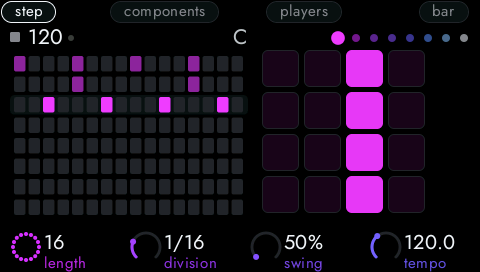 step components players bar
120 C
16 1/16 50% 120.0
length division swing tempo